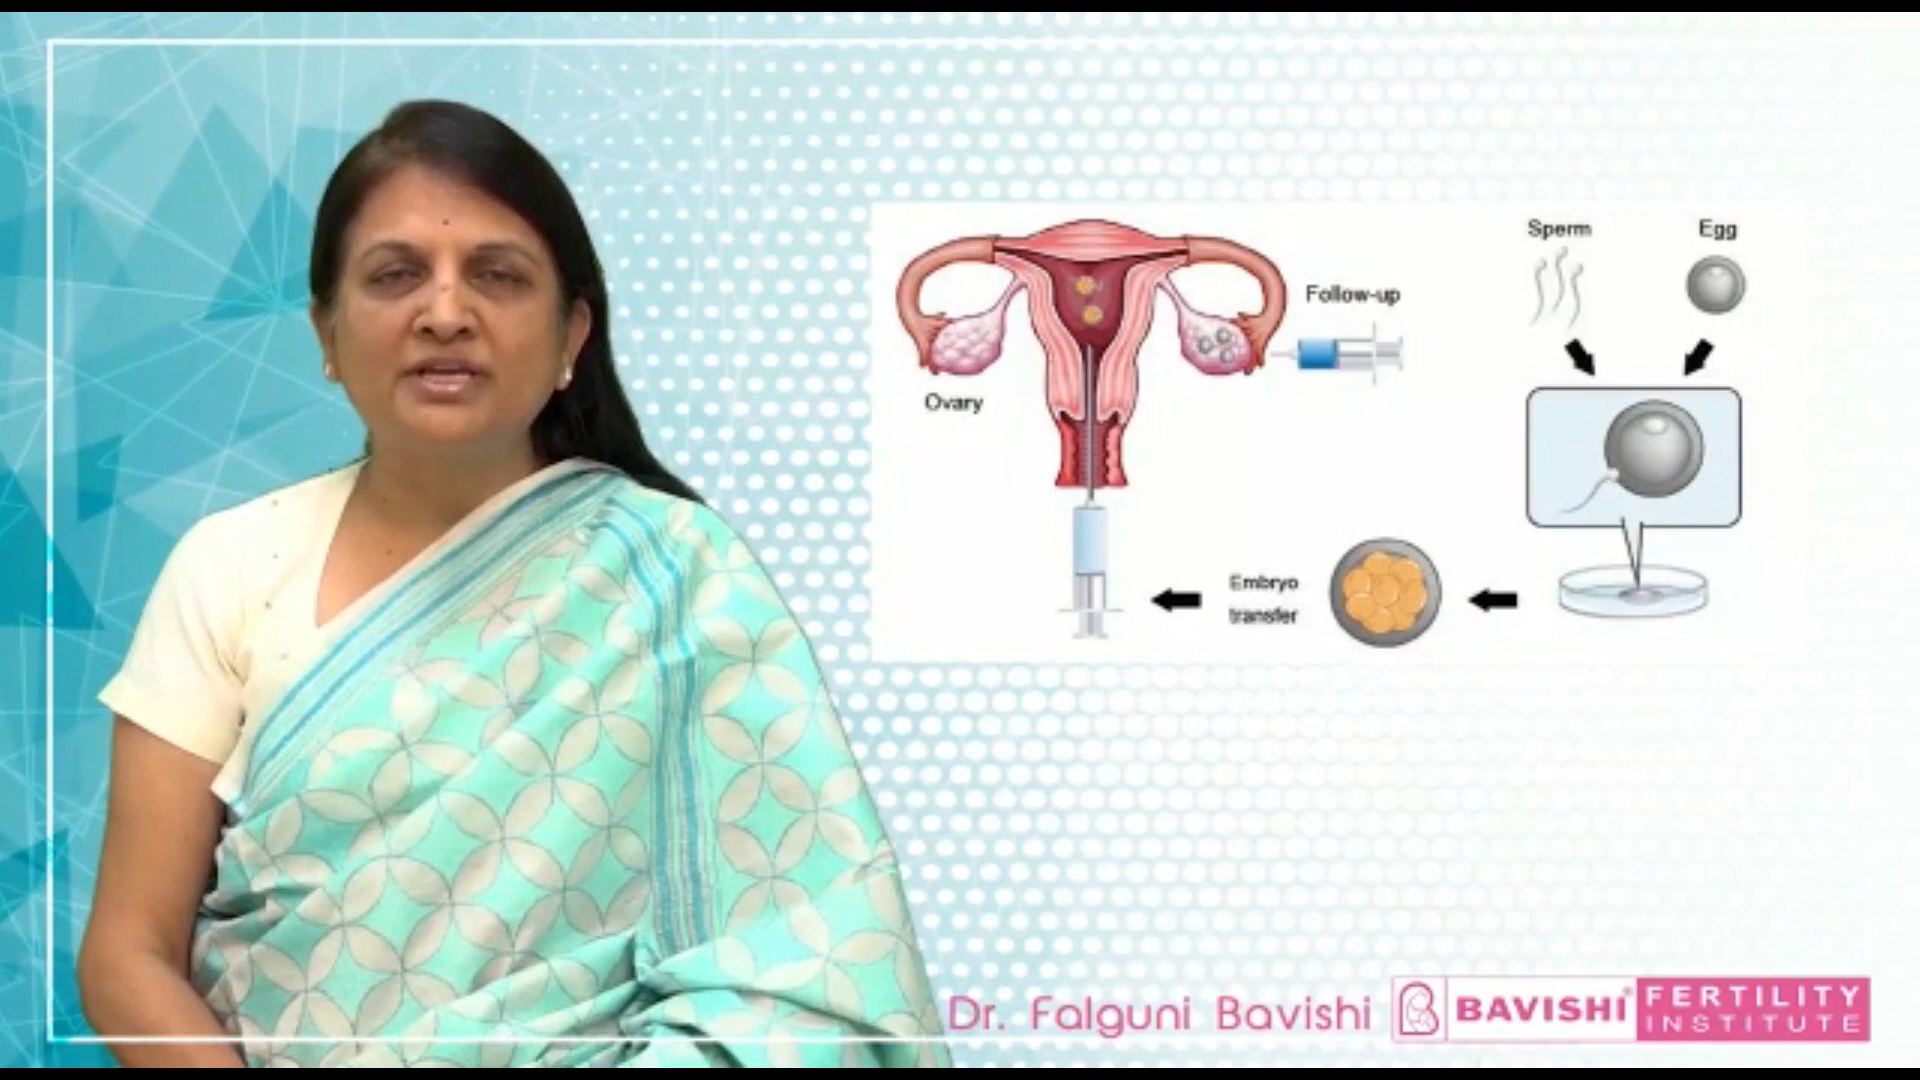 Sperm
Egg
Follow-up
Ovary
Embryo
transfer
Dr. Falguni Bavishi
BAVISHI®
FERTILITY
INSTITUTE